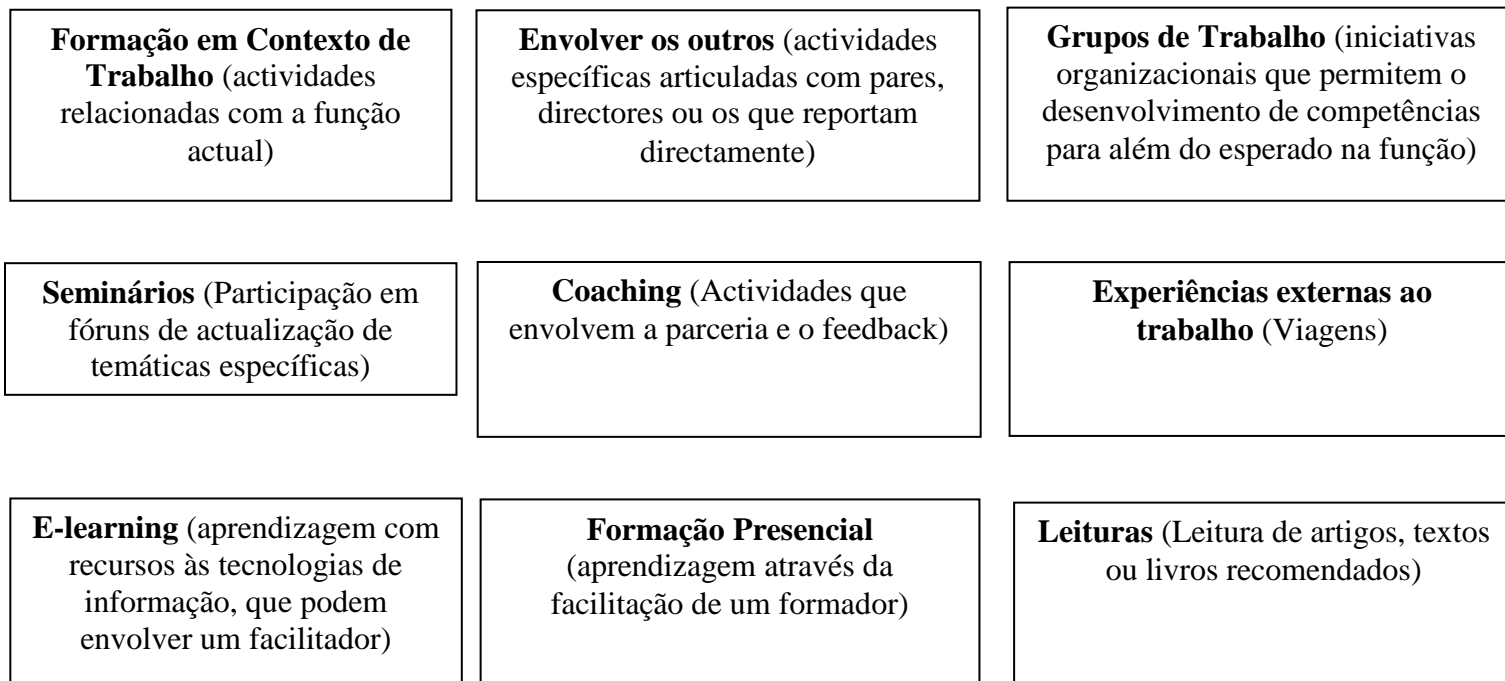 Formação em Contexto de
Trabalho (actividades
relacionadas com a função
actual)
Envolver os outros (actividades
específicas articuladas com pares,
directores ou os que reportam
directamente)
Grupos de Trabalho (iniciativas
organizacionais que permitem o
desenvolvimento de competências
para além do esperado na função)
Seminários (Participação em
fóruns de actualização de
temáticas específicas)
Coaching (Actividades que
envolvem a parceria e o feedback)
Experiências externas ao
trabalho (Viagens)
E-learning (aprendizagem com
recursos às tecnologias de
informação, que podem
envolver um facilitador)
Formação Presencial
(aprendizagem através da
facilitação de um formador)
Leituras (Leitura de artigos, textos
ou livros recomendados)